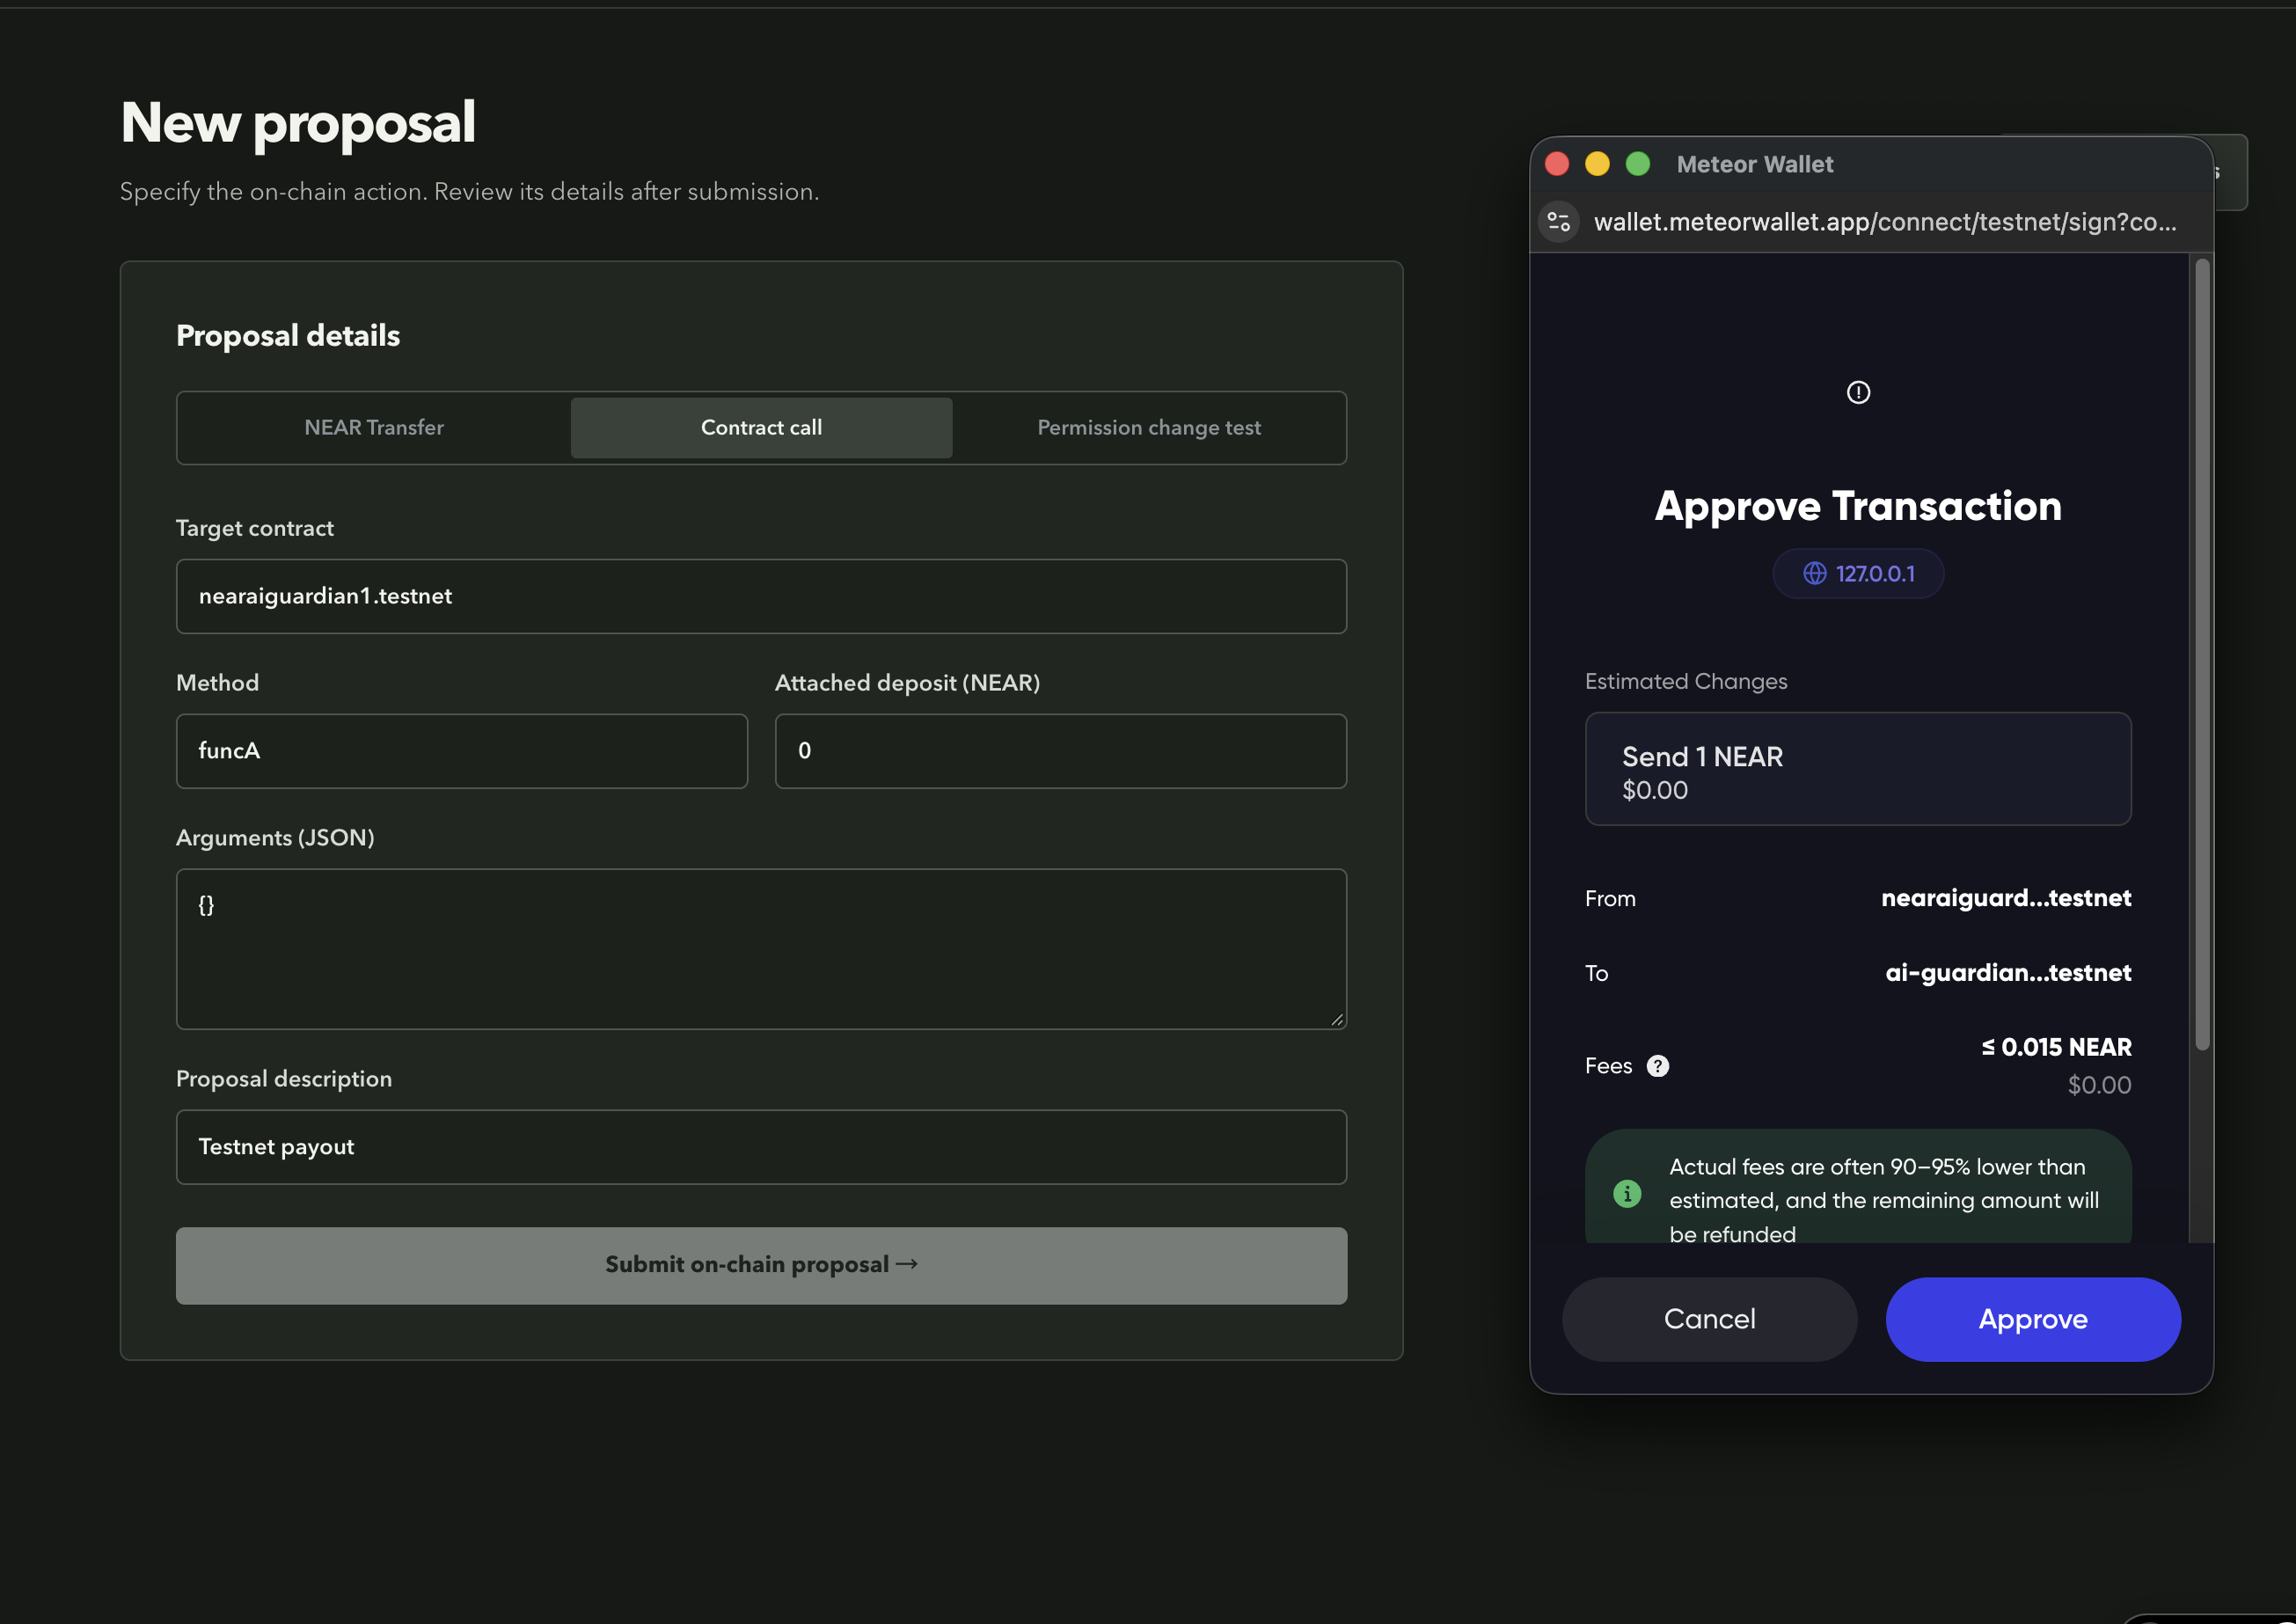 New proposal
Specify the on-chain action. Review its details after submission.
Proposal details
NEAR Transfer
Contract call
Permission change test
Target contract
nearaiguardian1.testnet
Method
Attached deposit (NEAR)
funcA
0
Arguments (JSON)
{}
Proposal description
Testnet payout
Submit on-chain proposal →
Meteor Wallet
wallet.meteorwallet.app/connect/testnet/sign?co...
Approve Transaction
127.0.0.1
Estimated Changes
Send 1 NEAR
$0.00
From
nearaiguard...testnet
To
ai-guardian...testnet
Fees ?
≤ 0.015 NEAR
$0.00
Actual fees are often 90–95% lower than
estimated, and the remaining amount will
be refunded
Cancel
Approve